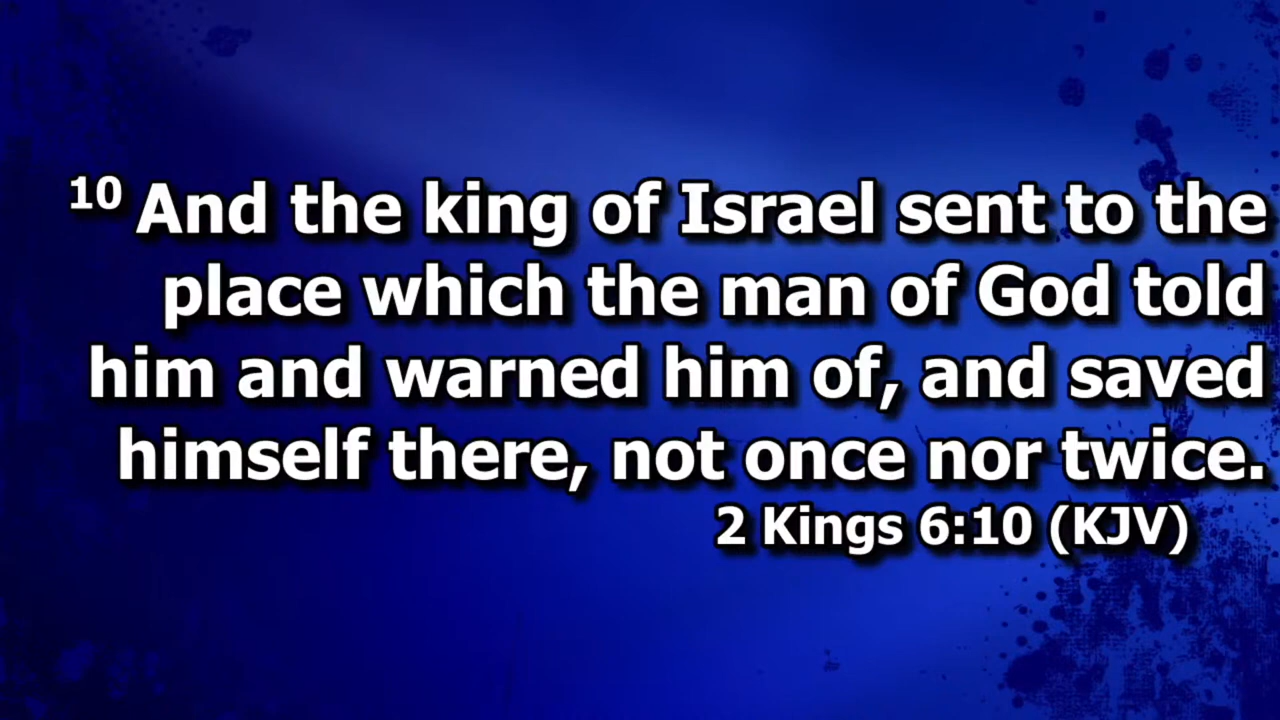 10 And the king of Israel sent to the
place which the man of God told
him and warned him of, and saved
himself there, not once nor twice.
2 Kings 6:10 (KJV)